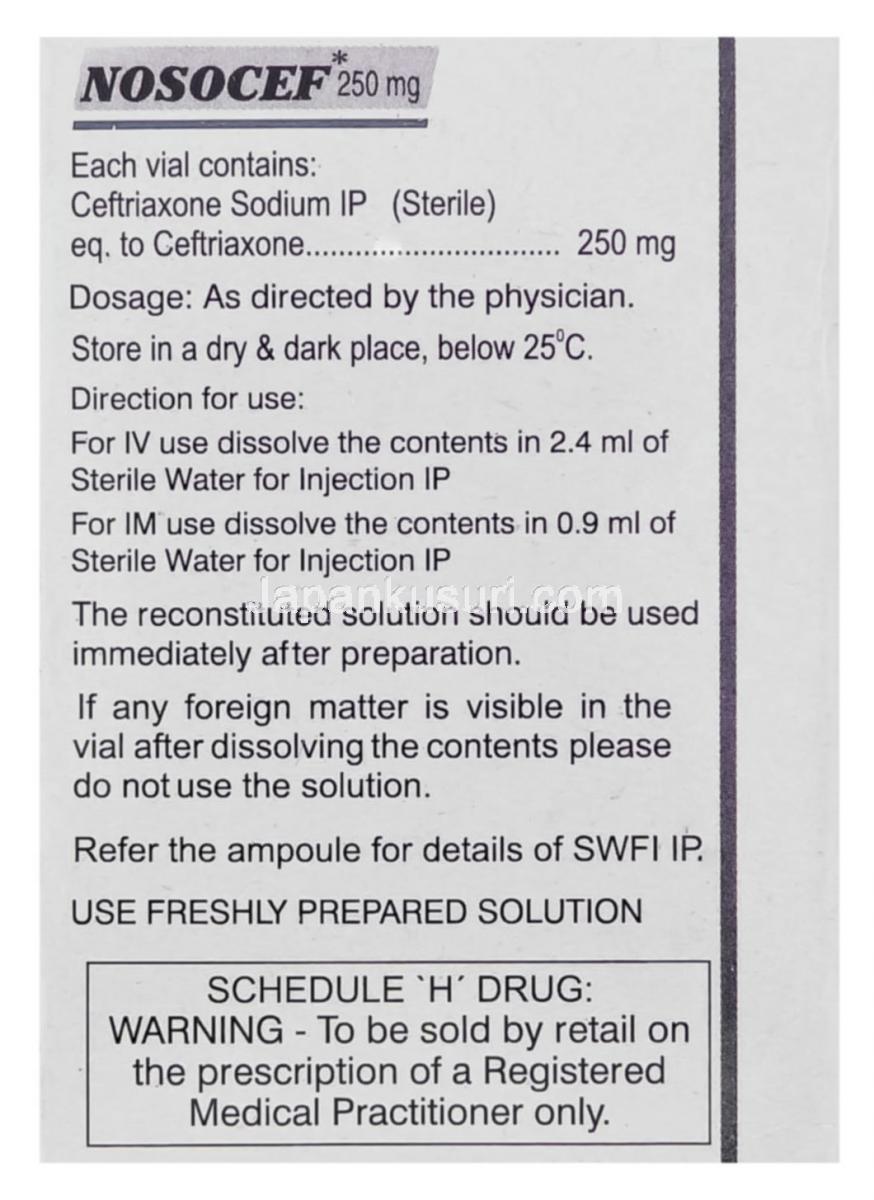 NOSOCEF* 250 mg
Each vial contains:
Ceftriaxone Sodium IP (Sterile)
eq. to Ceftriaxone.............................. 250 mg
Dosage: As directed by the physician.
Store in a dry & dark place, below 25°C.
Direction for use:
For IV use dissolve the contents in 2.4 ml of
Sterile Water for Injection IP
For IM use dissolve the contents in 0.9 ml of
Sterile Water for Injection IP
Japankusuri.com
The reconstituted solution should be used
immediately after preparation.
If any foreign matter is visible in the
vial after dissolving the contents please
do not use the solution.
Refer the ampoule for details of SWFI IP.
USE FRESHLY PREPARED SOLUTION
SCHEDULE `H´ DRUG:
WARNING - To be sold by retail on
the prescription of a Registered
Medical Practitioner only.